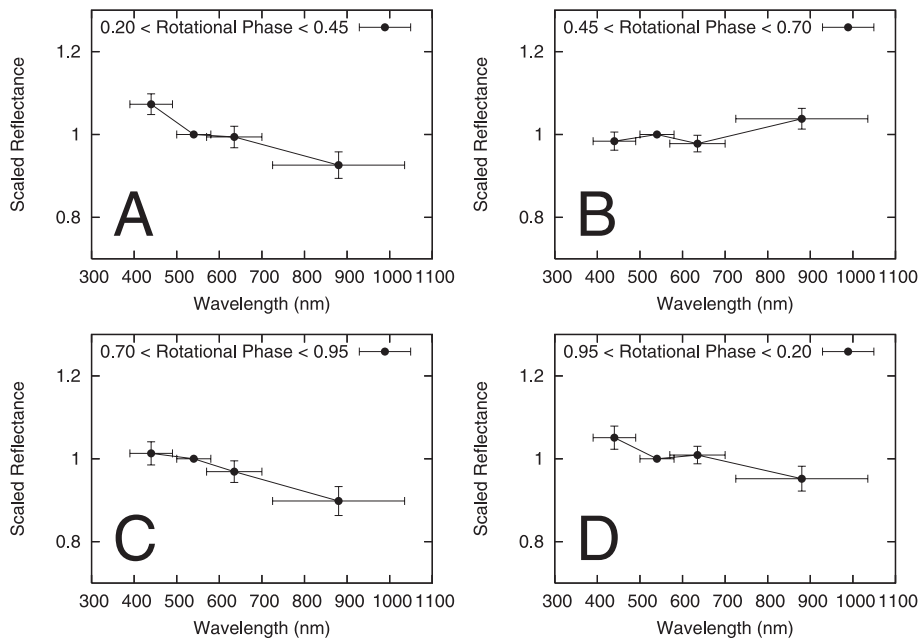 0.20 < Rotational Phase < 0.45
1.2
1
0.8
Scaled Reflectance
A
300 400 500 600 700 800 900 1000 1100
Wavelength (nm)
0.45 < Rotational Phase < 0.70
1.2
1
0.8
Scaled Reflectance
B
300 400 500 600 700 800 900 1000 1100
Wavelength (nm)
0.70 < Rotational Phase < 0.95
1.2
1
0.8
Scaled Reflectance
C
300 400 500 600 700 800 900 1000 1100
Wavelength (nm)
0.95 < Rotational Phase < 0.20
1.2
1
0.8
Scaled Reflectance
D
300 400 500 600 700 800 900 1000 1100
Wavelength (nm)